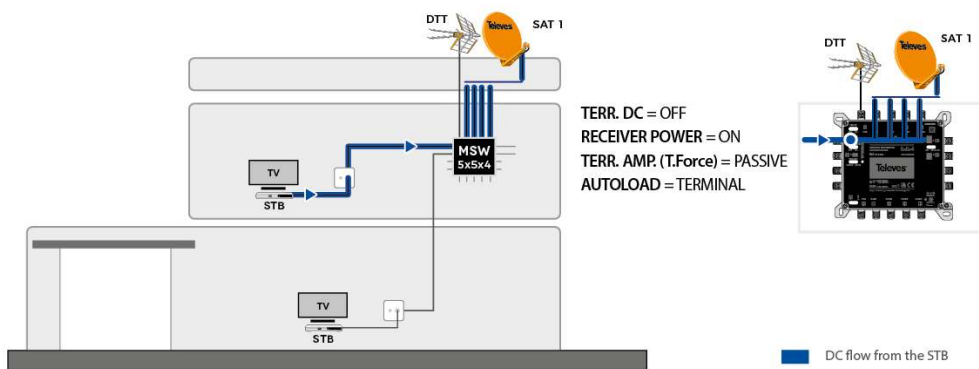 DTT
SAT 1
Televes
MSW
5x5x4
TV
STB
TV
STB
TERR. DC = OFF
RECEIVER POWER = ON
TERR. AMP. (T.Force) = PASSIVE
AUTOLOAD = TERMINAL
DTT
SAT 1
Televes
Televes
DC flow from the STB